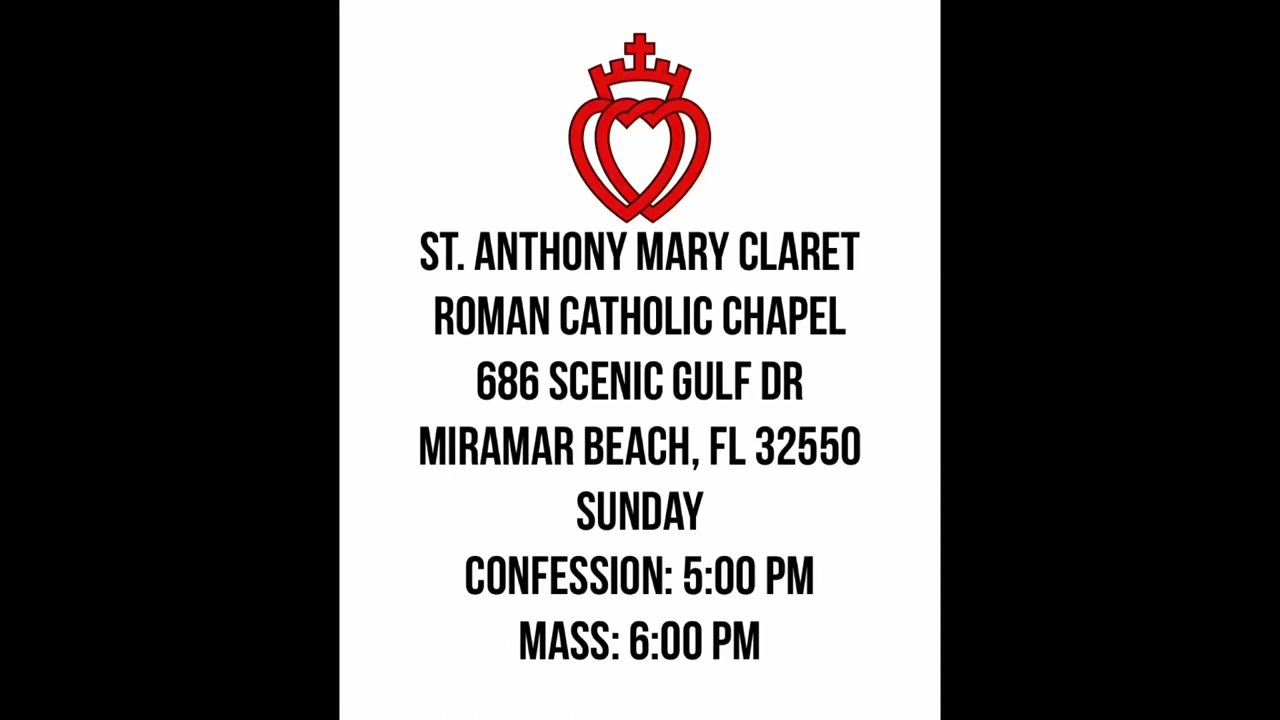 ST. ANTHONY MARY CLARET
ROMAN CATHOLIC CHAPEL
686 SCENIC GULF DR
MIRAMAR BEACH, FL 32550
SUNDAY
CONFESSION: 5:00 PM
MASS: 6:00 PM